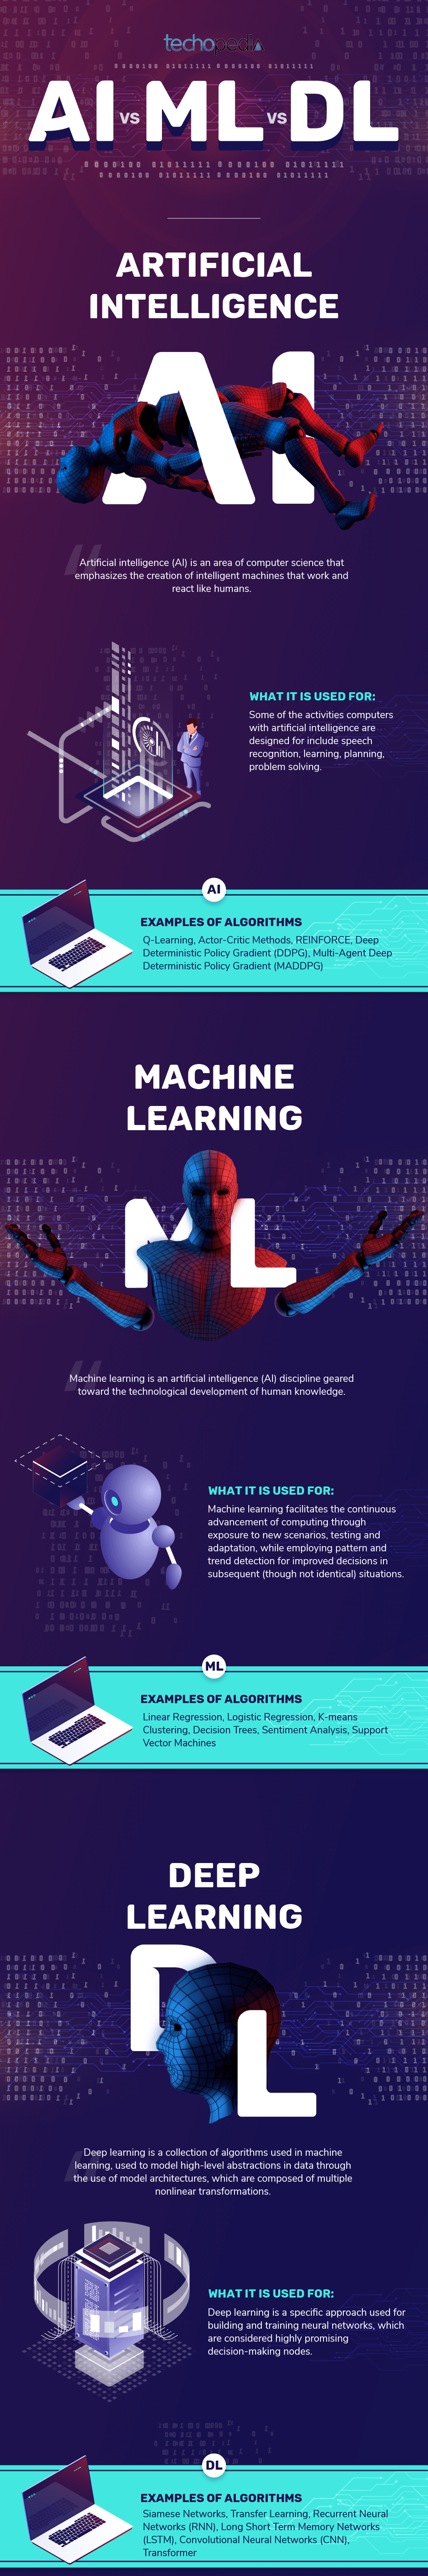 techopedia
AI vs ML vs DL
ARTIFICIAL
INTELLIGENCE
AI
Artificial intelligence (AI) is an area of computer science that
emphasizes the creation of intelligent machines that work and
react like humans.
WHAT IT IS USED FOR:
Some of the activities computers
with artificial intelligence are
designed for include speech
recognition, learning, planning,
problem solving.
AI
EXAMPLES OF ALGORITHMS
Q-Learning, Actor-Critic Methods, REINFORCE, Deep
Deterministic Policy Gradient (DDPG), Multi-Agent Deep
Deterministic Policy Gradient (MADDPG)
MACHINE
LEARNING
ML
Machine learning is an artificial intelligence (AI) discipline geared
toward the technological development of human knowledge.
WHAT IT IS USED FOR:
Machine learning facilitates the continuous
advancement of computing through
exposure to new scenarios, testing and
adaptation, while employing pattern and
trend detection for improved decisions in
subsequent (though not identical) situations.
ML
EXAMPLES OF ALGORITHMS
Linear Regression, Logistic Regression, K-means
Clustering, Decision Trees, Sentiment Analysis, Support
Vector Machines
DEEP
LEARNING
DL
Deep learning is a collection of algorithms used in machine
learning, used to model high-level abstractions in data through
the use of model architectures, which are composed of multiple
nonlinear transformations.
WHAT IT IS USED FOR:
Deep learning is a specific approach used for
building and training neural networks, which
are considered highly promising
decision-making nodes.
DL
EXAMPLES OF ALGORITHMS
Siamese Networks, Transfer Learning, Recurrent Neural
Networks (RNN), Long Short Term Memory Networks
(LSTM), Convolutional Neural Networks (CNN),
Transformer